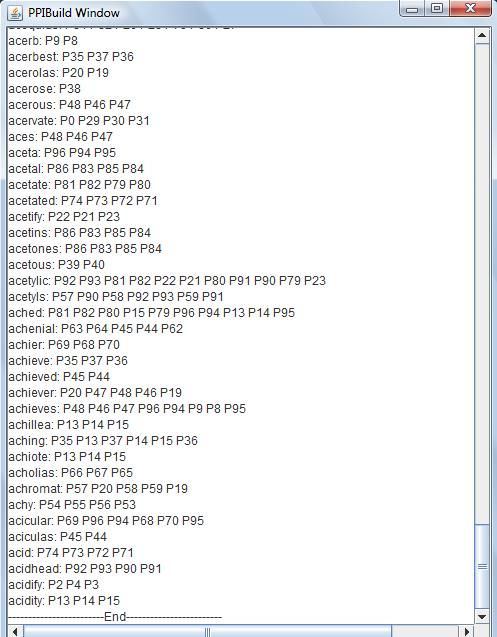 PPIBuild Window
acerb: P9 P8
acerbest: P35 P37 P36
acerolas: P20 P19
acerose: P38
acerous: P48 P46 P47
acervate: P0 P29 P30 P31
aces: P48 P46 P47
aceta: P96 P94 P95
acetal: P86 P83 P85 P84
acetate: P81 P82 P79 P80
acetated: P74 P73 P72 P71
acetify: P22 P21 P23
acetins: P86 P83 P85 P84
acetones: P86 P83 P85 P84
acetous: P39 P40
acetylic: P92 P93 P81 P82 P22 P21 P80 P91 P90 P79 P23
acetyls: P57 P90 P58 P92 P93 P59 P91
ached: P81 P82 P80 P15 P79 P96 P94 P13 P14 P95
achenial: P63 P64 P45 P44 P62
achier: P69 P68 P70
achieve: P35 P37 P36
achieved: P45 P44
achiever: P20 P47 P48 P46 P19
achieves: P48 P46 P47 P96 P94 P9 P8 P95
achillea: P13 P14 P15
aching: P35 P13 P37 P14 P15 P36
achiote: P13 P14 P15
acholias: P66 P67 P65
achromat: P57 P20 P58 P59 P19
achy: P54 P55 P56 P53
acicular: P69 P96 P94 P68 P70 P95
aciculas: P45 P44
acid: P74 P73 P72 P71
acidhead: P92 P93 P90 P91
acidify: P2 P4 P3
acidity: P13 P14 P15
------------------------End------------------------